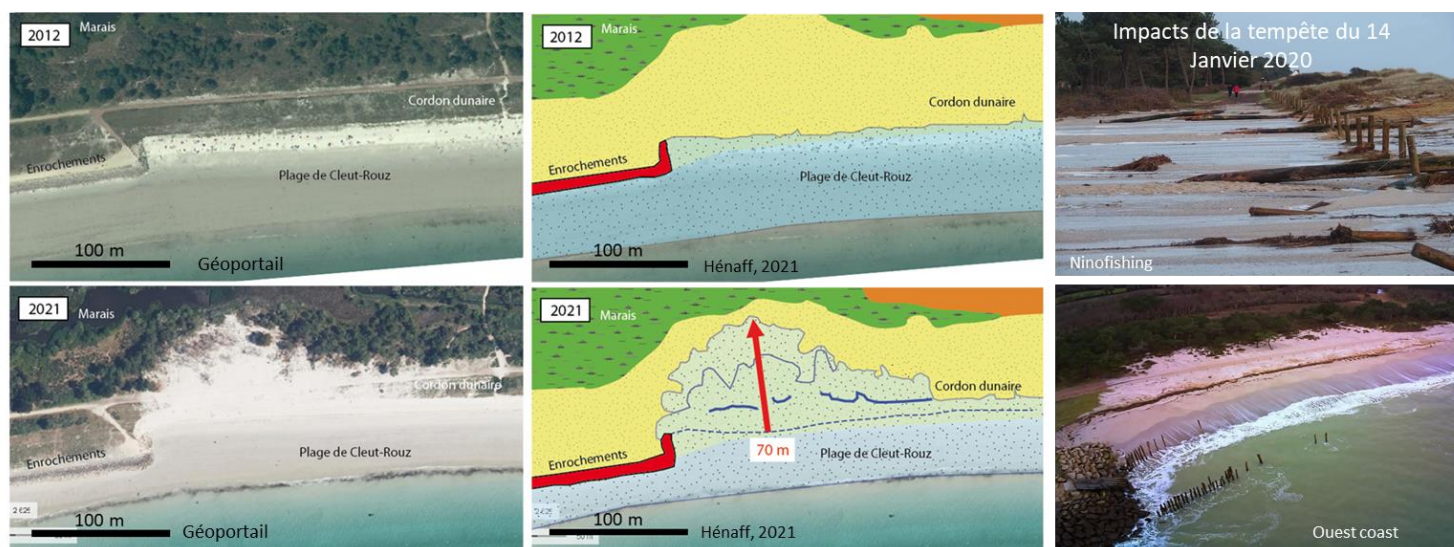 2012
Marais
Cordon dunaire
Enrochements
Plage de Cleut-Rouz
100 m
Géoportail
2012
Marais
Cordon dunaire
Enrochements
Plage de Cleut-Rouz
100 m
Hénaff, 2021
Impacts de la tempête du 14
Janvier 2020
Ninofishing
2021
Marais
Cordon dunaire
Enrochements
Plage de Cleut-Rouz
100 m
Géoportail
2021
Marais
Cordon dunaire
70 m
Enrochements
Plage de Cleut-Rouz
100 m
50 m
Hénaff, 2021
Ouest coast